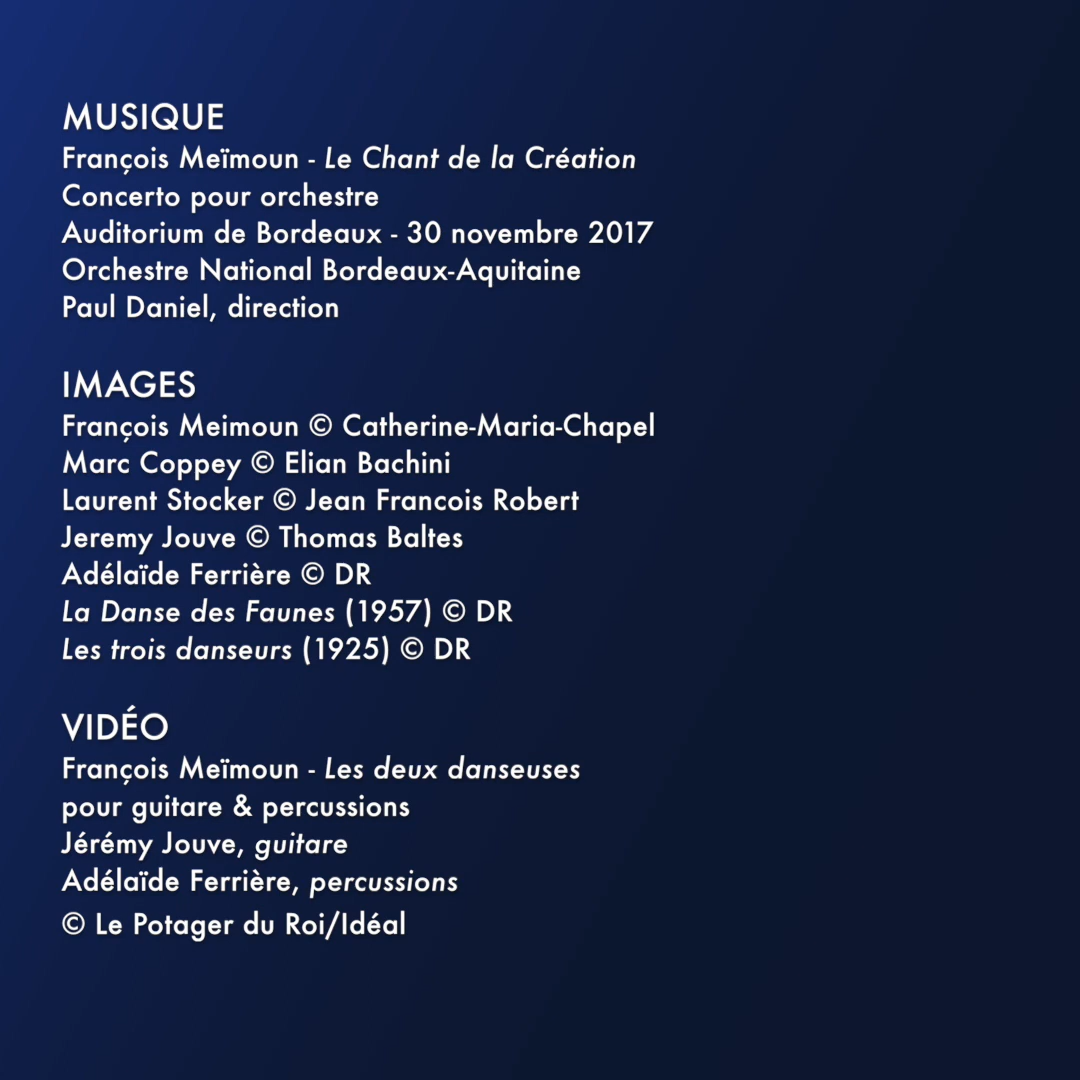 MUSIQUE
François Meïmoun - Le Chant de la Création
Concerto pour orchestre
Auditorium de Bordeaux - 30 novembre 2017
Orchestre National Bordeaux-Aquitaine
Paul Daniel, direction
IMAGES
François Meimoun © Catherine-Maria-Chapel
Marc Coppey © Elian Bachini
Laurent Stocker © Jean Francois Robert
Jeremy Jouve © Thomas Baltes
Adélaïde Ferrière © DR
La Danse des Faunes (1957) © DR
Les trois danseurs (1925) © DR
VIDÉO
François Meïmoun - Les deux danseuses
pour guitare & percussions
Jérémy Jouve, guitare
Adélaïde Ferrière, percussions
© Le Potager du Roi/Idéal